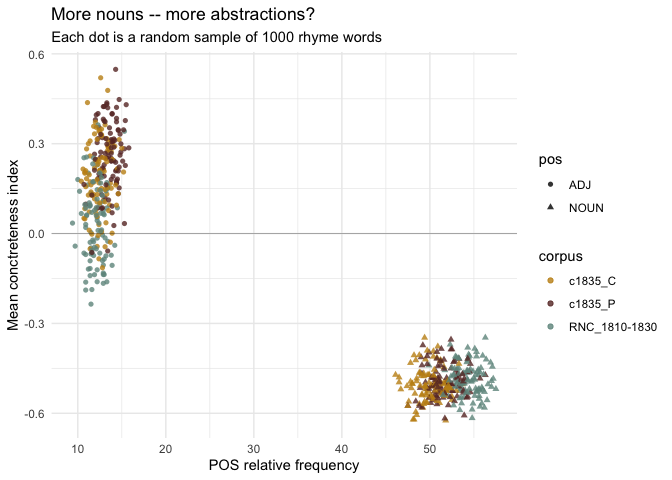 More nouns -- more abstractions?
Each dot is a random sample of 1000 rhyme words
0.6
0.3
0.0
-0.3
-0.6
Mean conctreteness index
10
20
30
40
50
POS relative frequency
pos
ADJ
NOUN
corpus
c1835_C
c1835_P
RNC_1810-1830